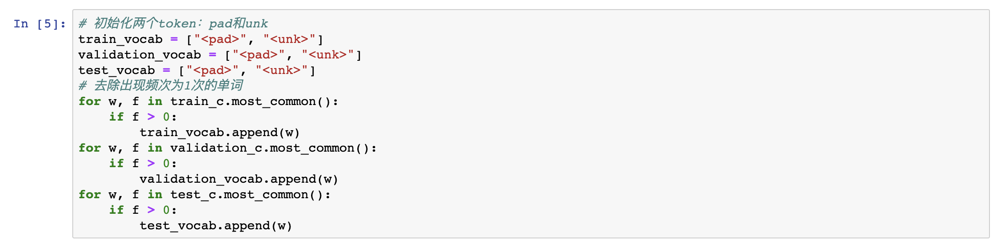 In [5]:
# 初始化两个token：pad和unk
train_vocab = ["<pad>", "<unk>"]
validation_vocab = ["<pad>", "<unk>"]
test_vocab = ["<pad>", "<unk>"]
# 去除出现频次为1次的单词
for w, f in train_c.most_common():
    if f > 0:
        train_vocab.append(w)
for w, f in validation_c.most_common():
    if f > 0:
        validation_vocab.append(w)
for w, f in test_c.most_common():
    if f > 0:
        test_vocab.append(w)